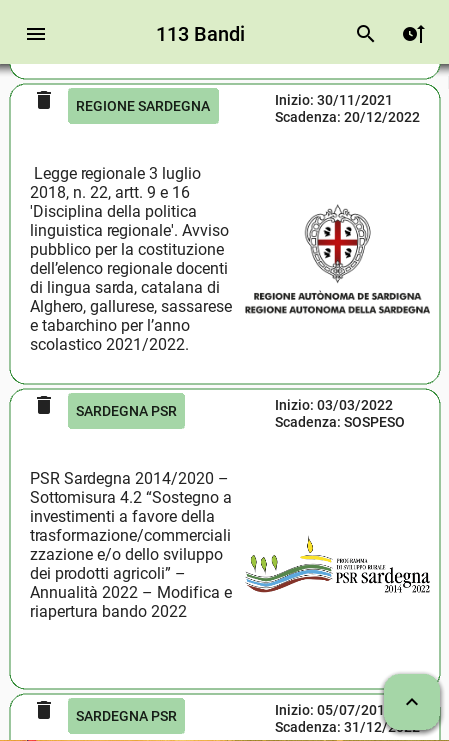 113 Bandi
REGIONE SARDEGNA
Inizio: 30/11/2021
Scadenza: 20/12/2022
Legge regionale 3 luglio
2018, n. 22, artt. 9 e 16
'Disciplina della politica
linguistica regionale'. Avviso
pubblico per la costituzione
dell’elenco regionale docenti
di lingua sarda, catalana di
Alghero, gallurese, sassarese
e tabarchino per l’anno
scolastico 2021/2022.
REGIONE AUTÒNOMA DE SARDIGNA
REGIONE AUTONOMA DELLA SARDEGNA
SARDEGNA PSR
Inizio: 03/03/2022
Scadenza: SOSPESO
PSR Sardegna 2014/2020 –
Sottomisura 4.2 “Sostegno a
investimenti a favore della
trasformazione/commerciali
zzazione e/o dello sviluppo
dei prodotti agricoli” –
Annualità 2022 – Modifica e
riapertura bando 2022
PROGRAMMA
DI SVILUPPO RURALE
PSR sardegna
2014 2022
SARDEGNA PSR
Inizio: 05/07/201
Scadenza: 31/12/2022